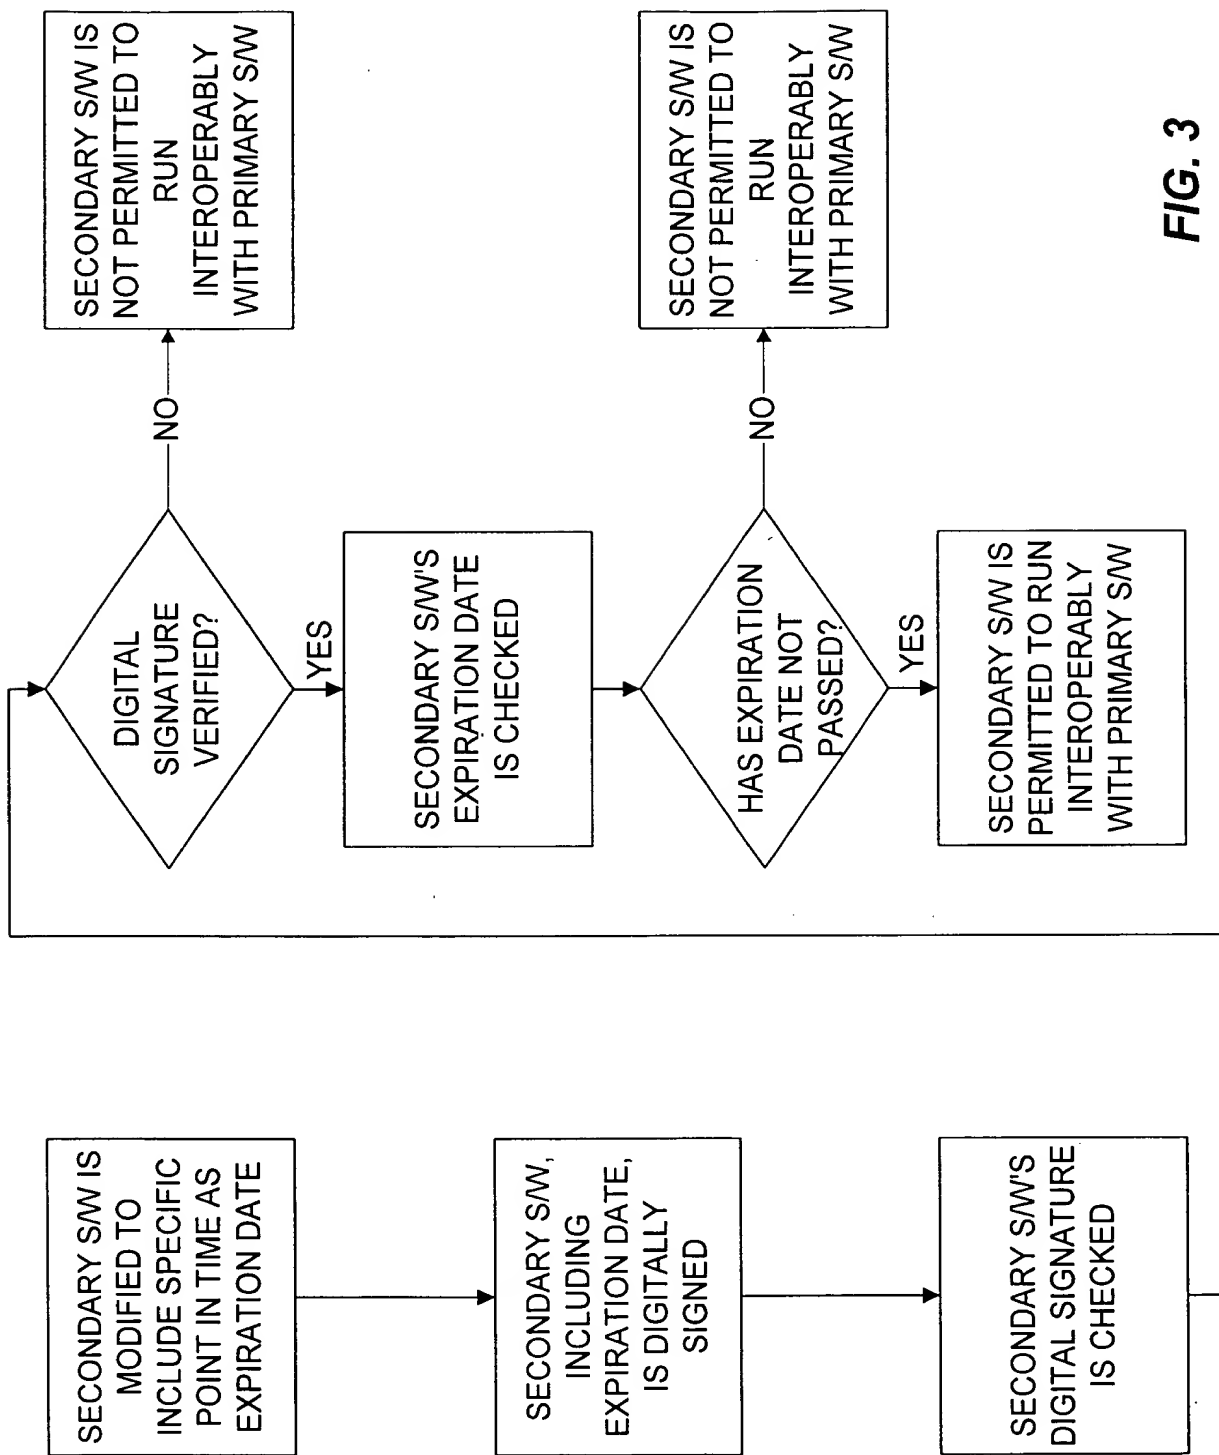 SECONDARY S/W IS
MODIFIED TO
INCLUDE SPECIFIC
POINT IN TIME AS
EXPIRATION DATE
SECONDARY S/W,
INCLUDING
EXPIRATION DATE,
IS DIGITALLY
SIGNED
SECONDARY S/W'S
DIGITAL SIGNATURE
IS CHECKED
DIGITAL
SIGNATURE
VERIFIED?
NO
SECONDARY S/W IS
NOT PERMITTED TO
RUN
INTEROPERABLY
WITH PRIMARY S/W
YES
SECONDARY S/W'S
EXPIRATION DATE
IS CHECKED
HAS EXPIRATION
DATE NOT
PASSED?
NO
SECONDARY S/W IS
NOT PERMITTED TO
RUN
INTEROPERABLY
WITH PRIMARY S/W
YES
SECONDARY S/W IS
PERMITTED TO RUN
INTEROPERABLY
WITH PRIMARY S/W
FIG. 3